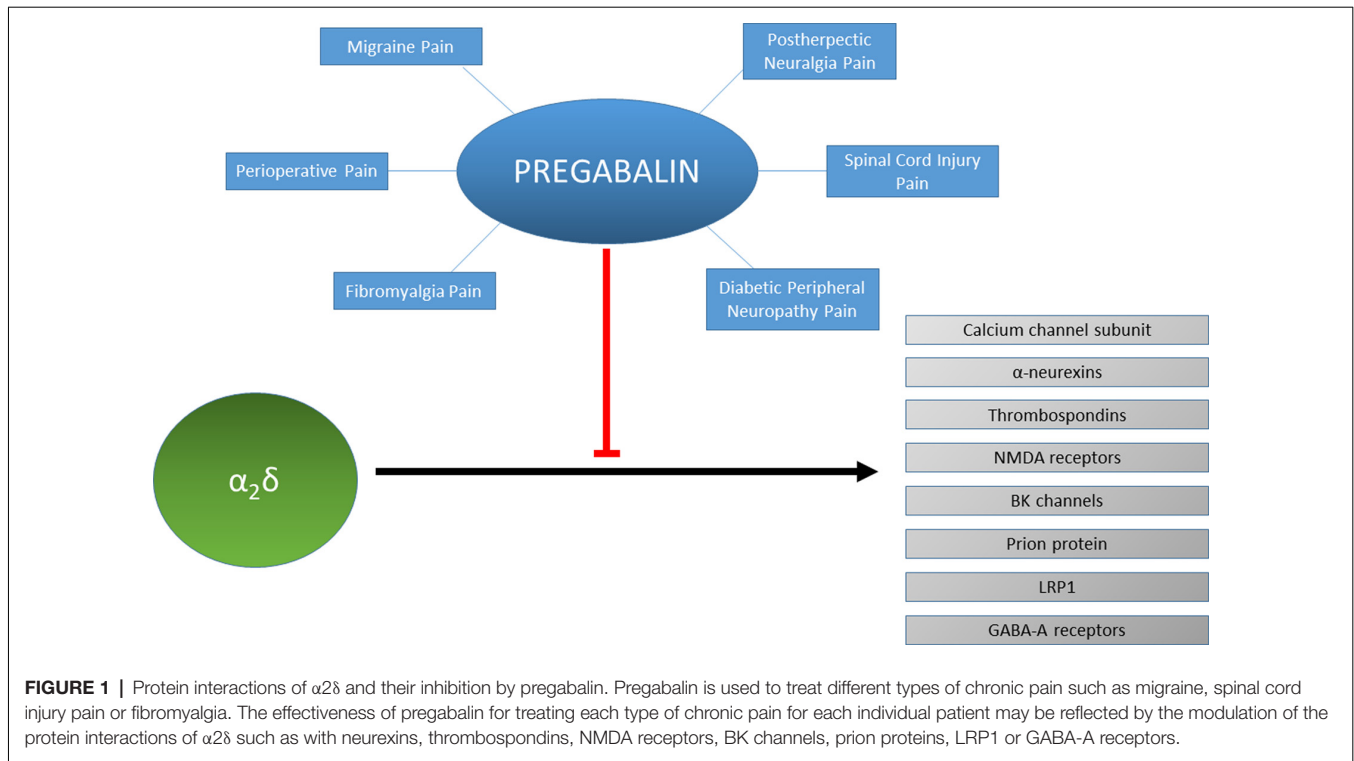 Migraine Pain
Postherpectic
Neuralgia Pain
PREGABALIN
Perioperative Pain
Spinal Cord Injury
Pain
Fibromyalgia Pain
Diabetic Peripheral
Neuropathy Pain
Calcium channel subunit
α-neurexins
Thrombospondins
NMDA receptors
α₂δ
BK channels
Prion protein
LRP1
GABA-A receptors
FIGURE 1 | Protein interactions of α2δ and their inhibition by pregabalin. Pregabalin is used to treat different types of chronic pain such as migraine, spinal cord
injury pain or fibromyalgia. The effectiveness of pregabalin for treating each type of chronic pain for each individual patient may be reflected by the modulation of the
protein interactions of α2δ such as with neurexins, thrombospondins, NMDA receptors, BK channels, prion proteins, LRP1 or GABA-A receptors.